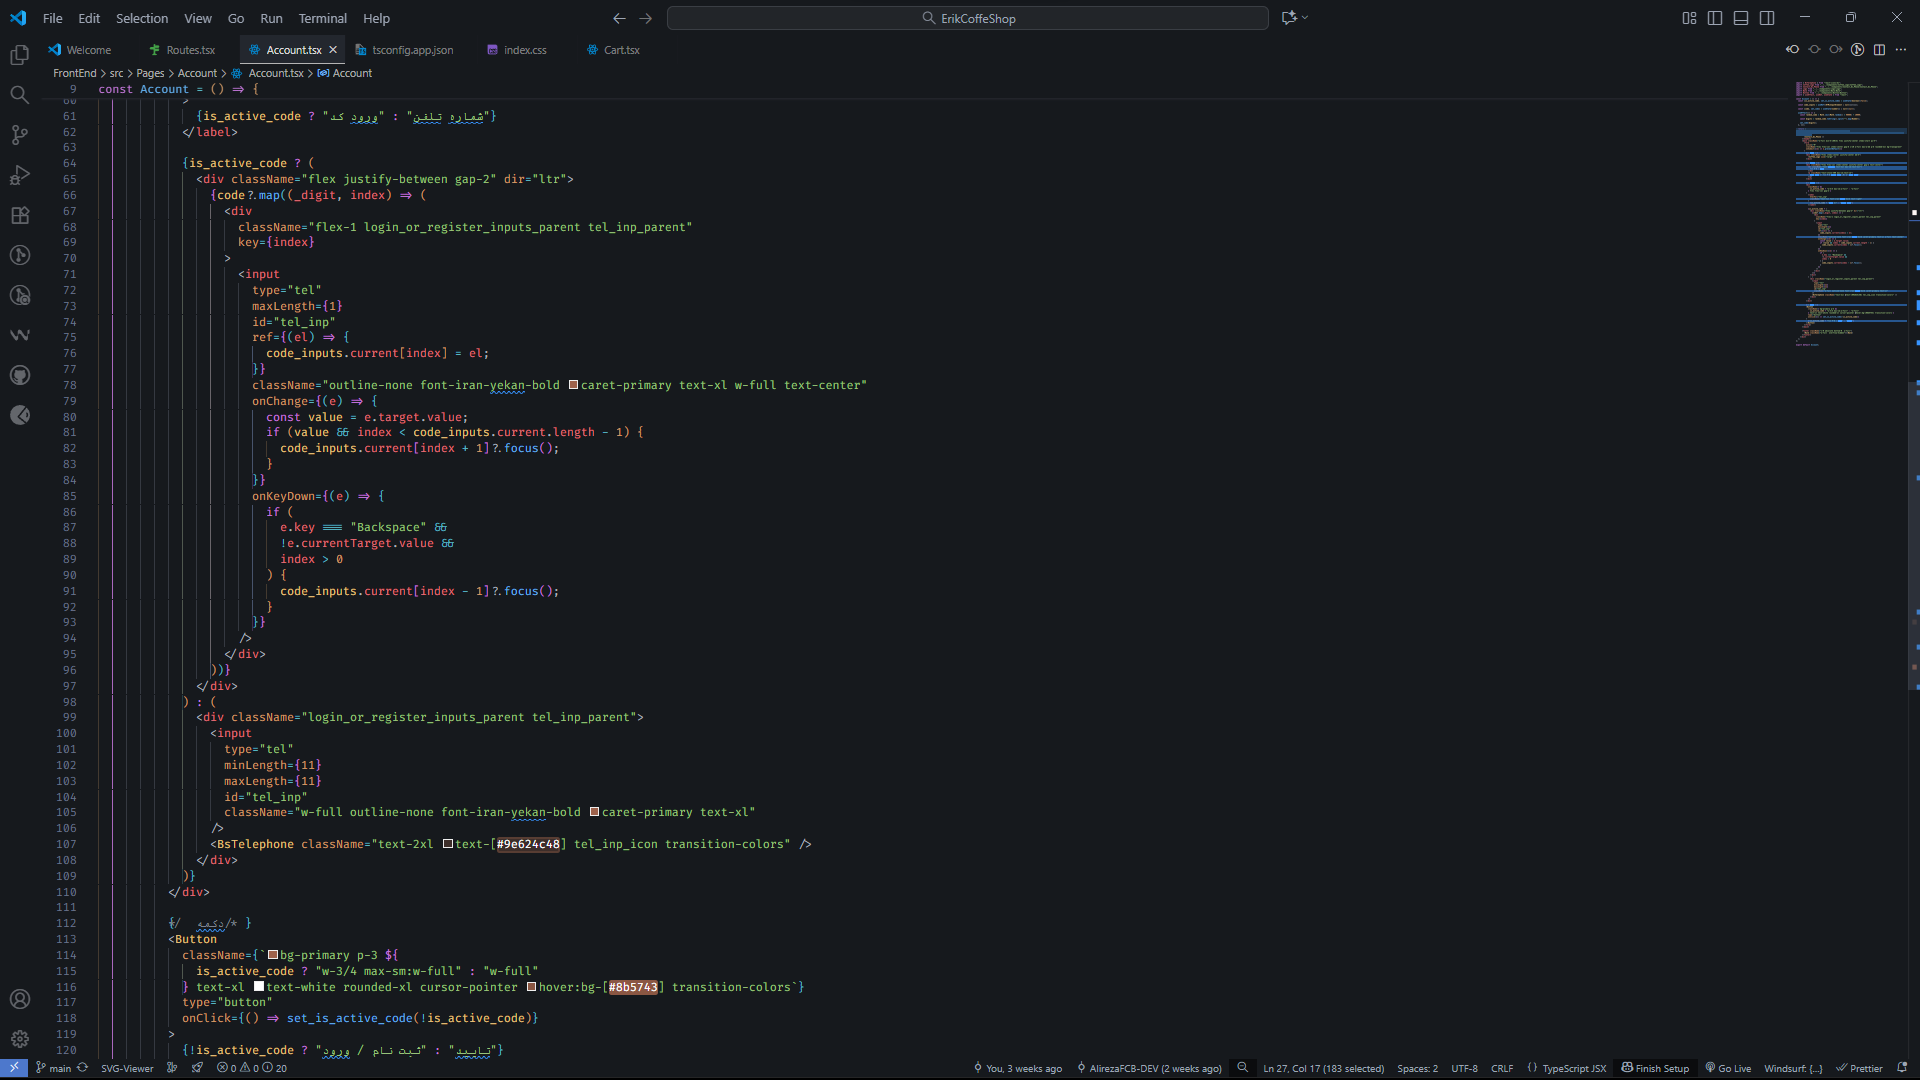 File Edit Selection View Go Run Terminal Help
ErikCoffeShop
Welcome Routes.tsx Account.tsx tsconfig.app.json index.css Cart.tsx
FrontEnd > src > Pages > Account > Account.tsx > Account
9 const Account = () => {
60 >
61 {is_active_code ? "ورود کد" : "شماره تلفن"}
62 </label>
63
64 {is_active_code ? (
65 <div className="flex justify-between gap-2" dir="ltr">
66 {code?.map((_digit, index) => (
67 <div
68 className="flex-1 login_or_register_inputs_parent tel_inp_parent"
69 key={index}
70 >
71 <input
72 type="tel"
73 maxLength={1}
74 id="tel_inp"
75 ref={(el) => {
76 code_inputs.current[index] = el;
77 }}
78 className="outline-none font-iran-yekan-bold caret-primary text-xl w-full text-center"
79 onChange={(e) => {
80 const value = e.target.value;
81 if (value && index < code_inputs.current.length - 1) {
82 code_inputs.current[index + 1]?.focus();
83 }
84 }}
85 onKeyDown={(e) => {
86 if (
87 e.key === "Backspace" &&
88 !e.currentTarget.value &&
89 index > 0
90 ) {
91 code_inputs.current[index - 1]?.focus();
92 }
93 }}
94 />
95 </div>
96 ))}
97 </div>
98 ) : (
99 <div className="login_or_register_inputs_parent tel_inp_parent">
100 <input
101 type="tel"
102 minLength={11}
103 maxLength={11}
104 id="tel_inp"
105 className="w-full outline-none font-iran-yekan-bold caret-primary text-xl"
106 />
107 <BsTelephone className="text-2xl text-[#9e624c48] tel_inp_icon transition-colors" />
108 </div>
109 )}
110 </div>
111
112 {/* دکمه */}
113 <Button
114 className={`bg-primary p-3 ${
115 is_active_code ? "w-3/4 max-sm:w-full" : "w-full"
116 } text-xl text-white rounded-xl cursor-pointer hover:bg-[#8b5743] transition-colors`}
117 type="button"
118 onClick={() => set_is_active_code(!is_active_code)}
119 >
120 {!is_active_code ? "ثبت نام / ورود" : "تایید"}
main SVG-Viewer 0 0 20 You, 3 weeks ago AlirezaFCB-DEV (2 weeks ago) Ln 27, Col 17 (183 selected) Spaces: 2 UTF-8 CRLF {} TypeScript JSX Finish Setup Go Live Windsurf: {...} Prettier